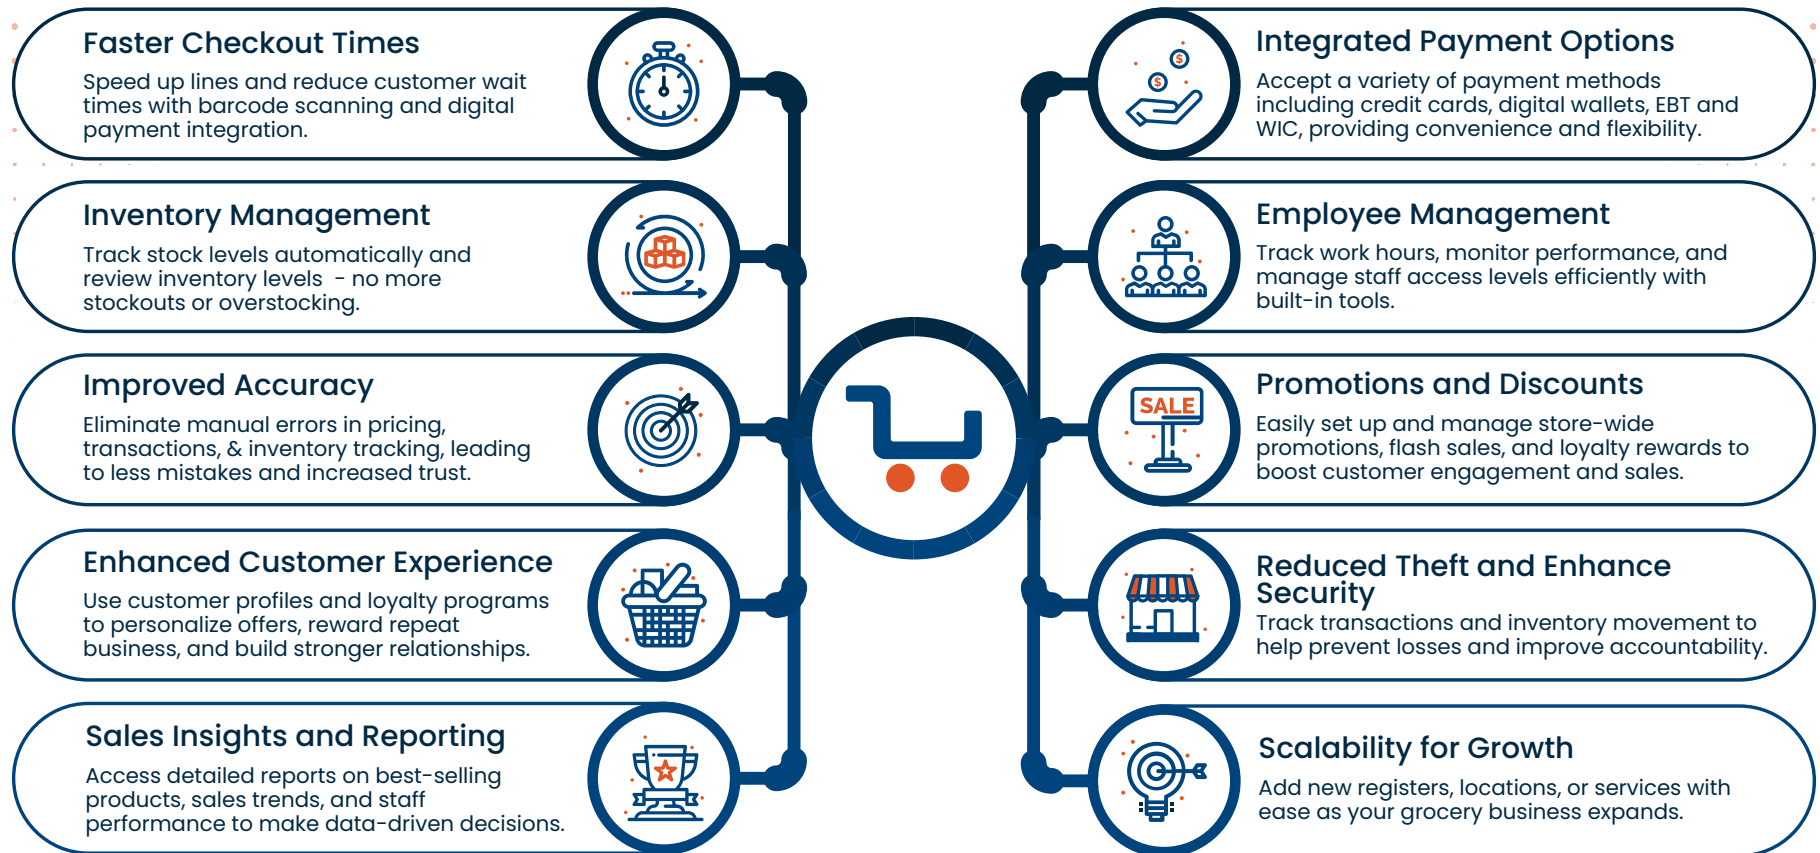 Faster Checkout Times
Speed up lines and reduce customer wait
times with barcode scanning and digital
payment integration.
Inventory Management
Track stock levels automatically and
review inventory levels - no more
stockouts or overstocking.
Improved Accuracy
Eliminate manual errors in pricing,
transactions, & inventory tracking, leading
to less mistakes and increased trust.
Enhanced Customer Experience
Use customer profiles and loyalty programs
to personalize offers, reward repeat
business, and build stronger relationships.
Sales Insights and Reporting
Access detailed reports on best-selling
products, sales trends, and staff
performance to make data-driven decisions.
Integrated Payment Options
Accept a variety of payment methods
including credit cards, digital wallets, EBT and
WIC, providing convenience and flexibility.
$
$
Employee Management
Track work hours, monitor performance, and
manage staff access levels efficiently with
built-in tools.
SALE
Promotions and Discounts
Easily set up and manage store-wide
promotions, flash sales, and loyalty rewards to
boost customer engagement and sales.
Reduced Theft and Enhance
Security
Track transactions and inventory movement to
help prevent losses and improve accountability.
Scalability for Growth
Add new registers, locations, or services with
ease as your grocery business expands.